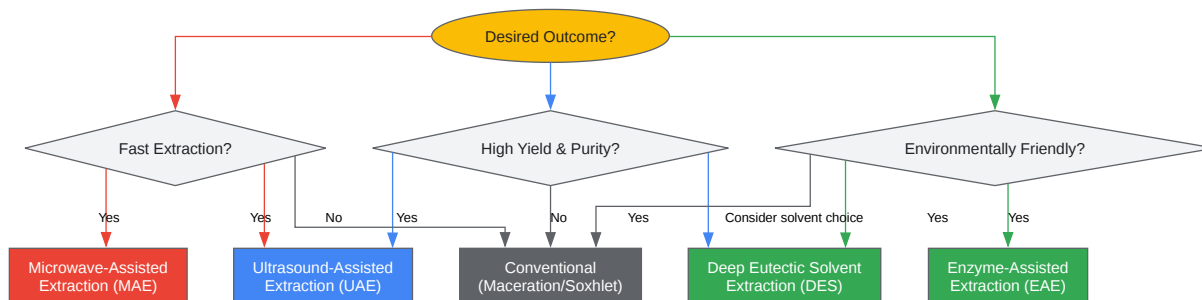 Desired Outcome?
Fast Extraction?
High Yield & Purity?
Environmentally Friendly?
Yes
Yes
No
Yes
No
Yes
Consider solvent choice
Yes
Yes
Microwave-Assisted
Extraction (MAE)
Ultrasound-Assisted
Extraction (UAE)
Conventional
(Maceration/Soxhlet)
Deep Eutectic Solvent
Extraction (DES)
Enzyme-Assisted
Extraction (EAE)